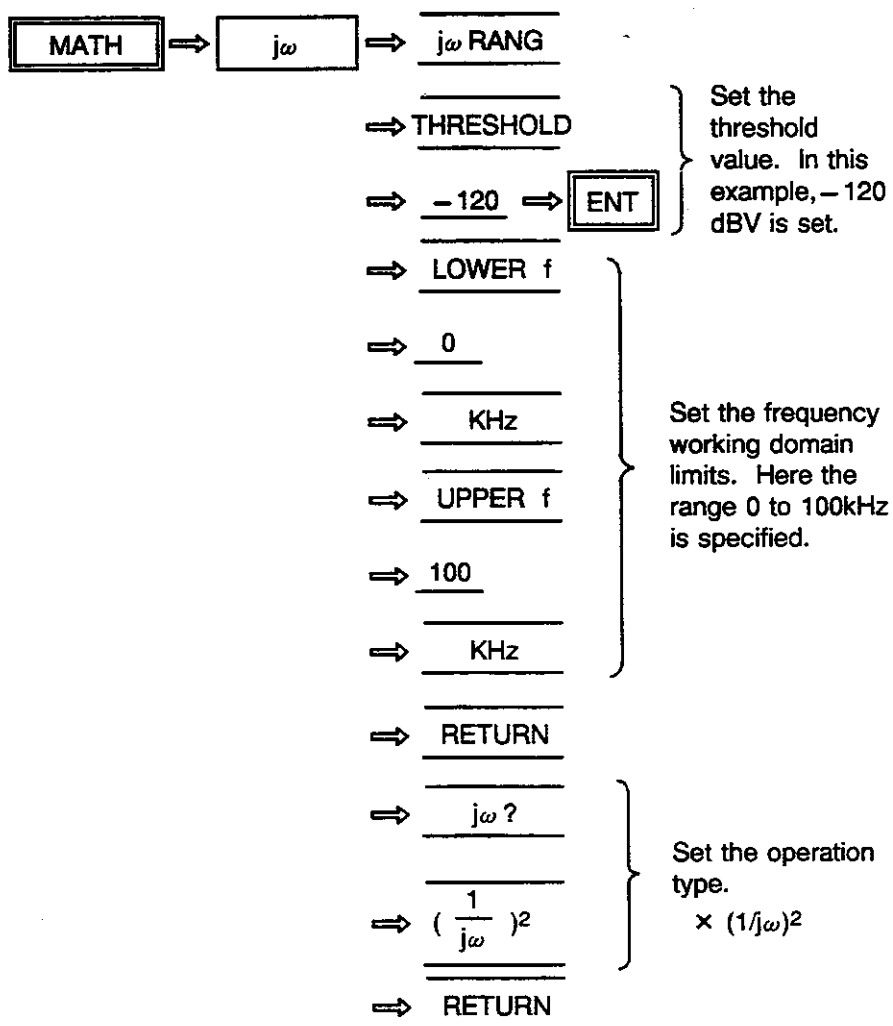 MATH ⇒ jω ⇒ jω RANG
⇒ THRESHOLD
⇒ –120 ⇒ ENT
Set the
threshold
value. In this
example, –120
dBV is set.
⇒ LOWER f
⇒ 0
⇒ KHz
⇒ UPPER f
⇒ 100
⇒ KHz
Set the frequency
working domain
limits. Here the
range 0 to 100kHz
is specified.
⇒ RETURN
⇒ jω ?
⇒ ( 1/jω )²
Set the operation
type.
× (1/jω)²
⇒ RETURN